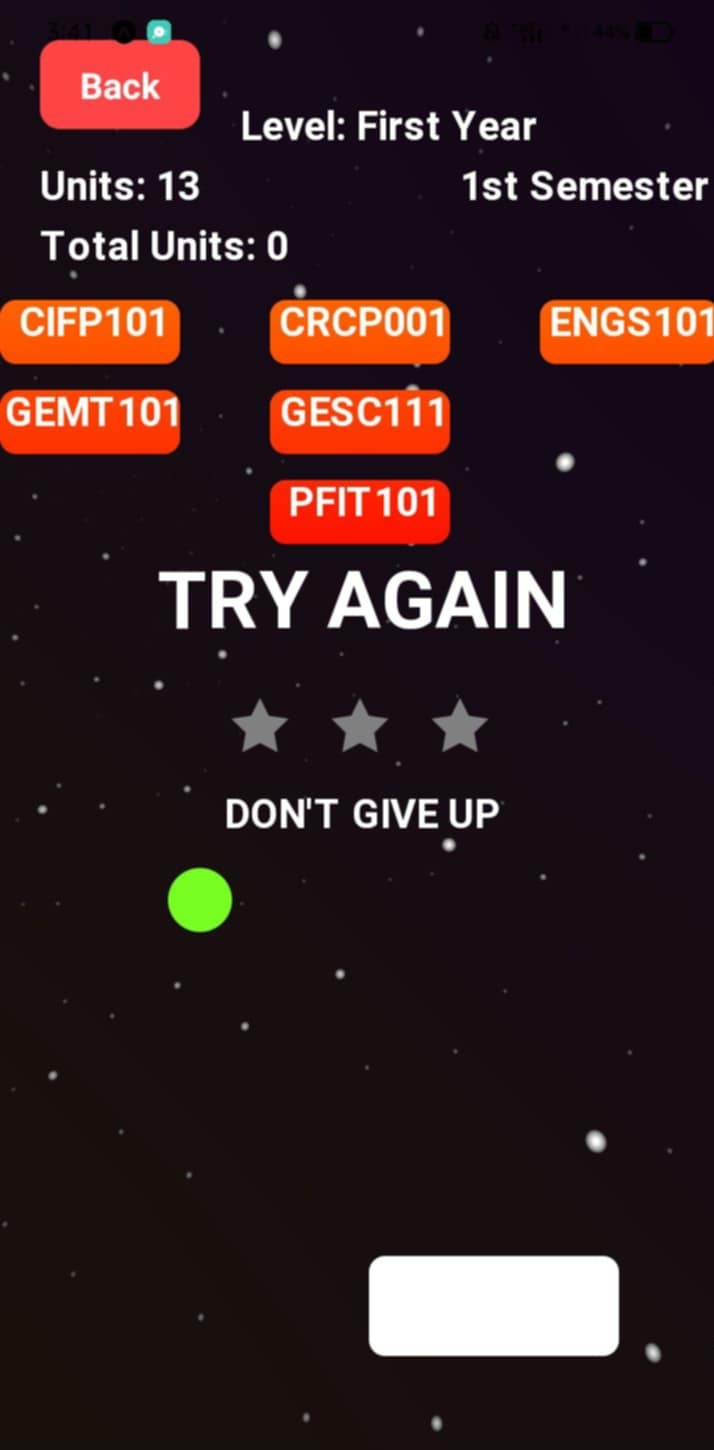 3:41
44%
Back
Level: First Year
Units: 13
1st Semester
Total Units: 0
CIFP101
CRCP001
ENGS101
GEMT101
GESC111
PFIT101
TRY AGAIN
DON'T GIVE UP